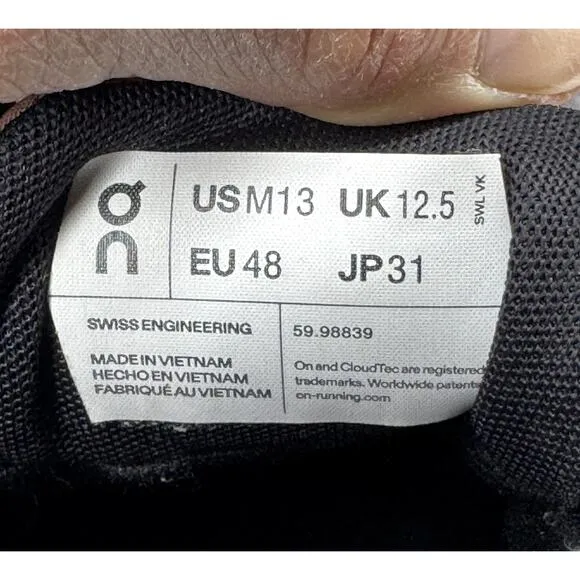 On
US M13 UK 12.5
EU 48 JP 31
SWL VK
SWISS ENGINEERING
59.98839
MADE IN VIETNAM
HECHO EN VIETNAM
FABRIQUÉ AU VIETNAM
On and CloudTec are registered
trademarks. Worldwide patents
on-running.com